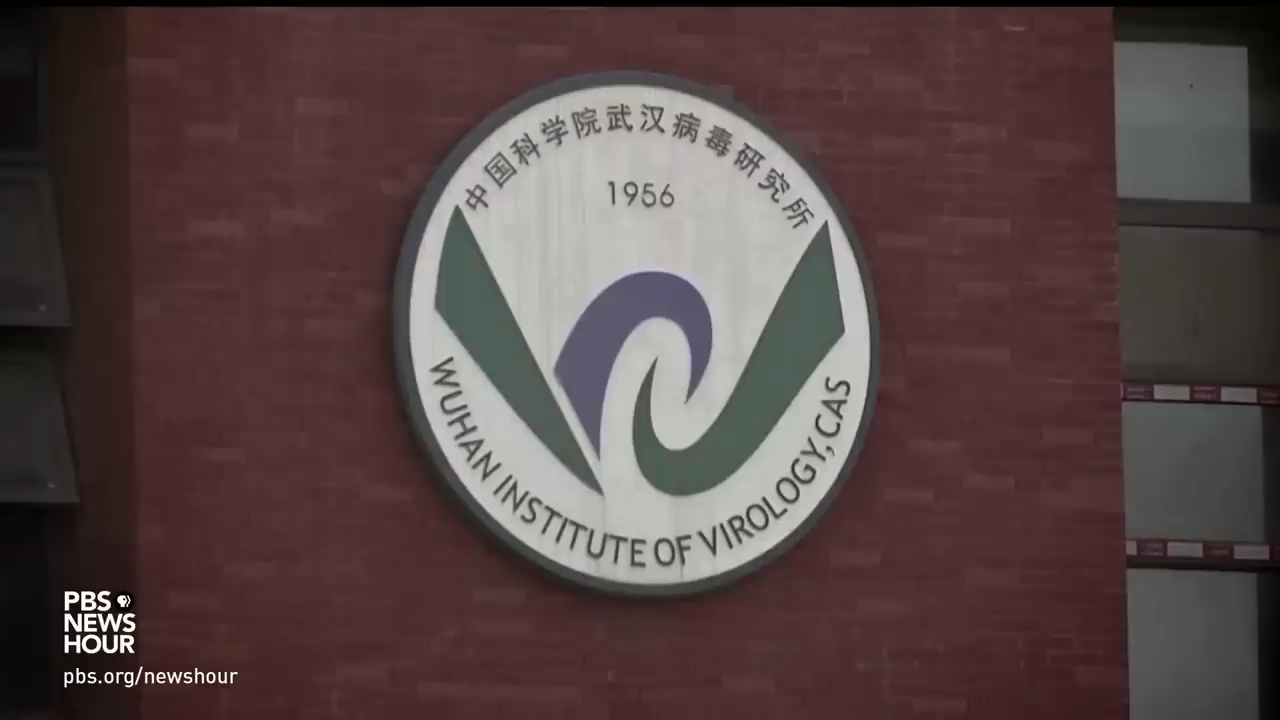 中国科学院武汉病毒研究所
1956
WUHAN INSTITUTE OF VIROLOGY, CAS
PBS
NEWS
HOUR
pbs.org/newshour